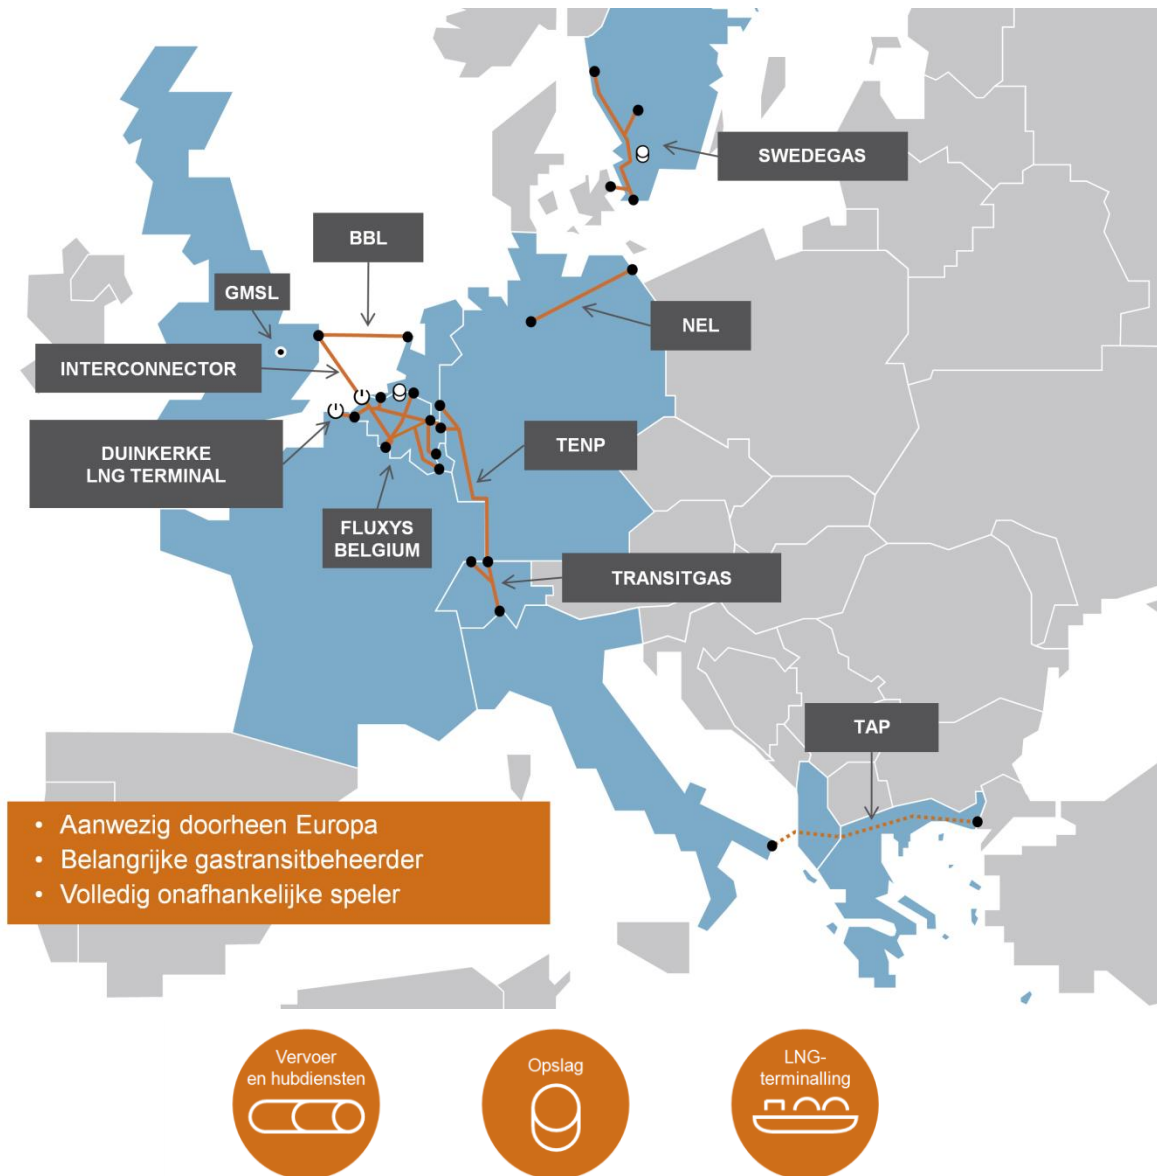 SWEDEGAS
BBL
GMSL
NEL
INTERCONNECTOR
DUINKERKE
LNG TERMINAL
TENP
FLUXYS
BELGIUM
TRANSITGAS
TAP
• Aanwezig doorheen Europa
• Belangrijke gastransitbeheerder
• Volledig onafhankelijke speler
Vervoer
en hubdiensten
Opslag
LNG-
terminalling